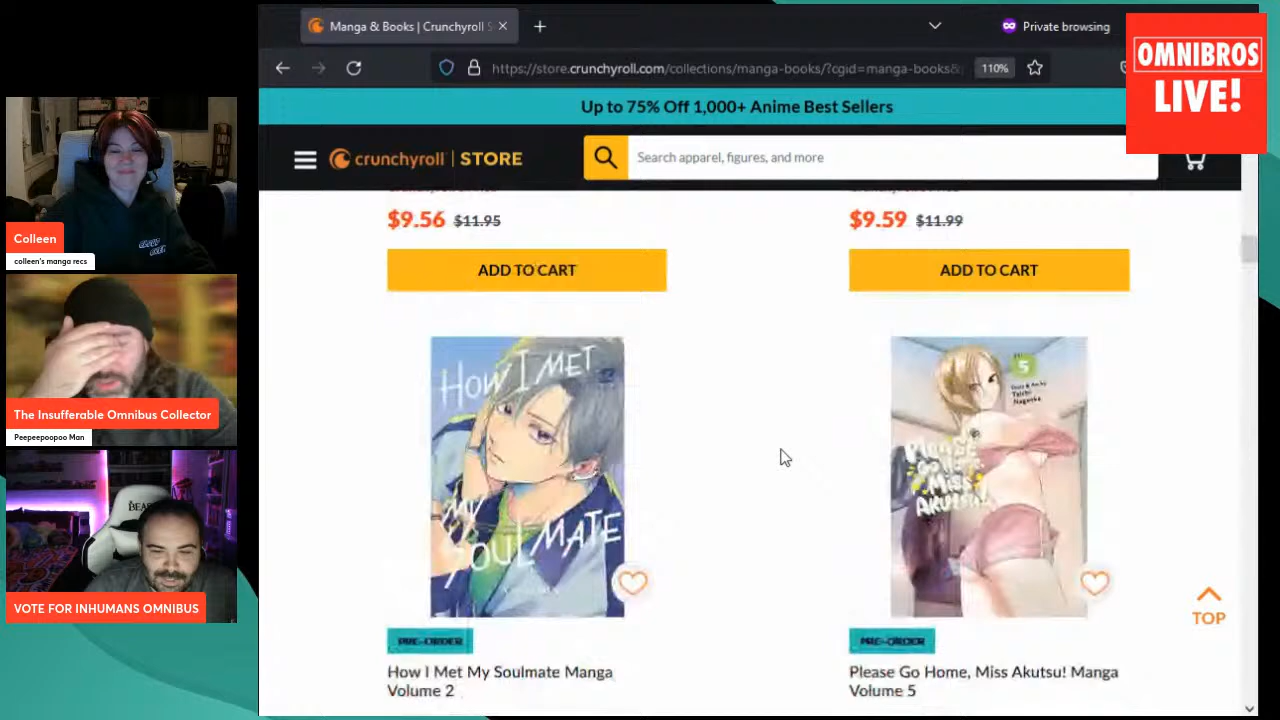 Manga & Books | Crunchyroll S
Private browsing
https://store.crunchyroll.com/collections/manga-books/?cgid=manga-books&
110%
OMNIBROS
LIVE!
Up to 75% Off 1,000+ Anime Best Sellers
crunchyroll | STORE
Search apparel, figures, and more
$9.56 $11.95
$9.59 $11.99
ADD TO CART
ADD TO CART
Colleen
colleen's manga recs
The Insufferable Omnibus Collector
Peepeepoopoo Man
VOTE FOR INHUMANS OMNIBUS
HOW I MET
MY
SOULMATE
5
Please
Go Home,
Miss
AKUTSU!
PRE-ORDER
PRE-ORDER
How I Met My Soulmate Manga
Volume 2
Please Go Home, Miss Akutsu! Manga
Volume 5
TOP